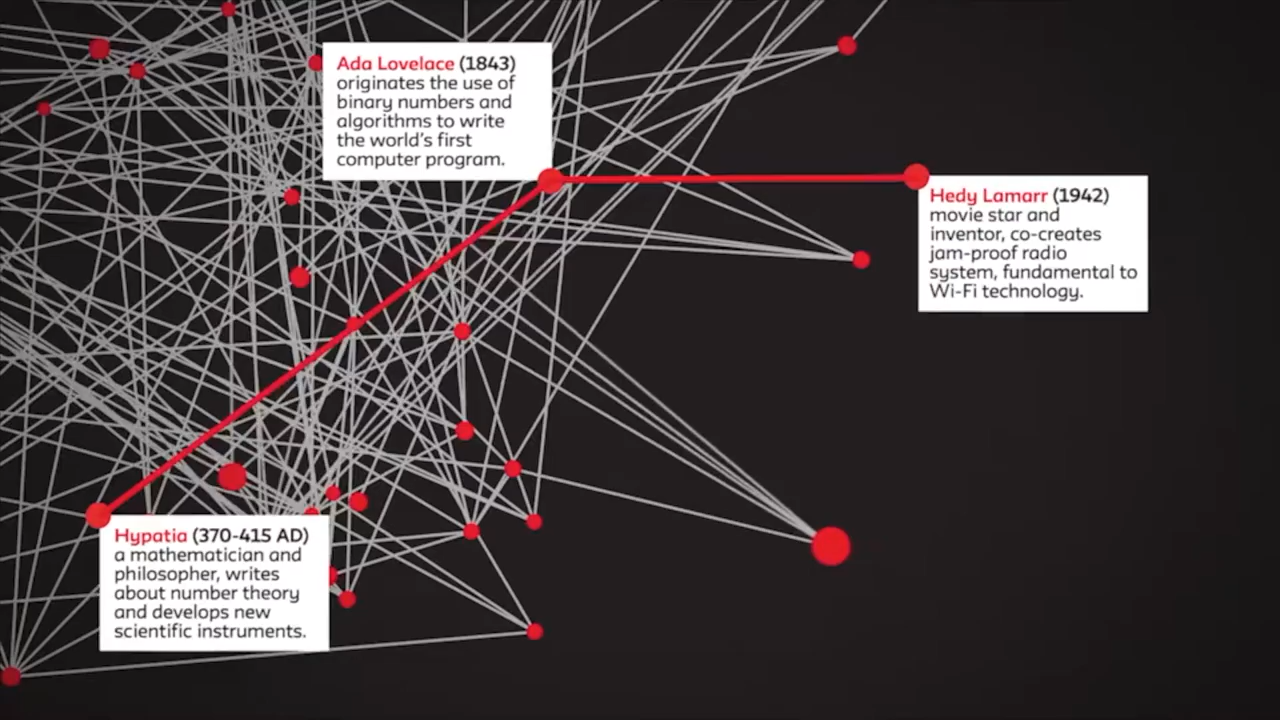 Ada Lovelace (1843)
originates the use of
binary numbers and
algorithms to write
the world's first
computer program.
Hedy Lamarr (1942)
movie star and
inventor, co-creates
jam-proof radio
system, fundamental to
Wi-Fi technology.
Hypatia (370-415 AD)
a mathematician and
philosopher, writes
about number theory
and develops new
scientific instruments.